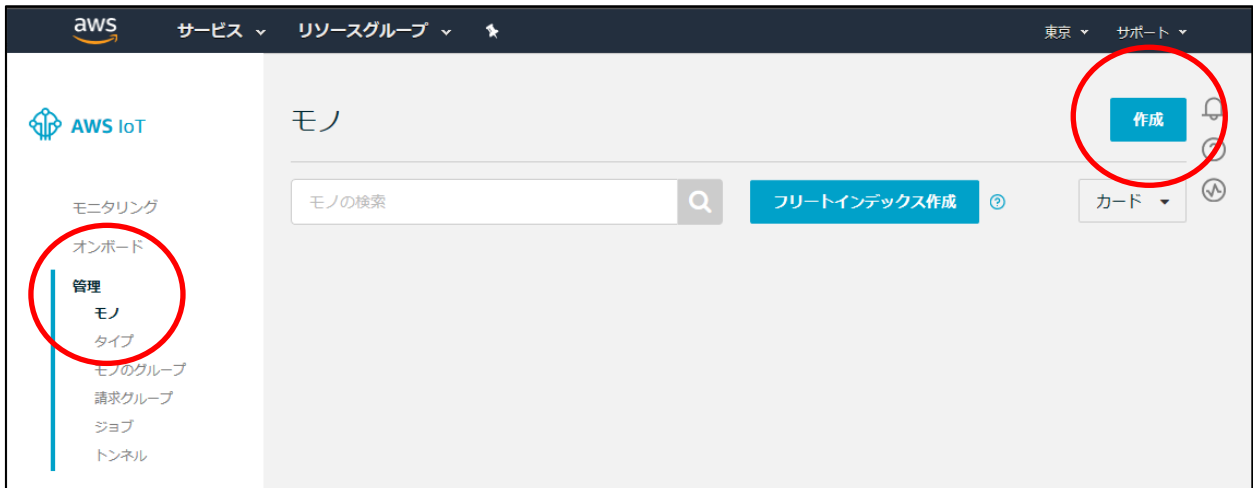 aws サービス リソースグループ 東京 サポート
AWS IoT
モニタリング
オンボード
管理
モノ
タイプ
モノのグループ
請求グループ
ジョブ
トンネル
モノ
作成
モノの検索 フリートインデックス作成 カード